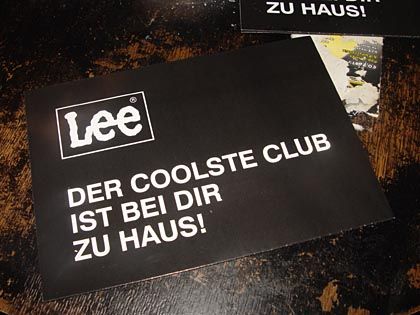 ZU HAUS!
Lee®
DER COOLSTE CLUB
IST BEI DIR
ZU HAUS!